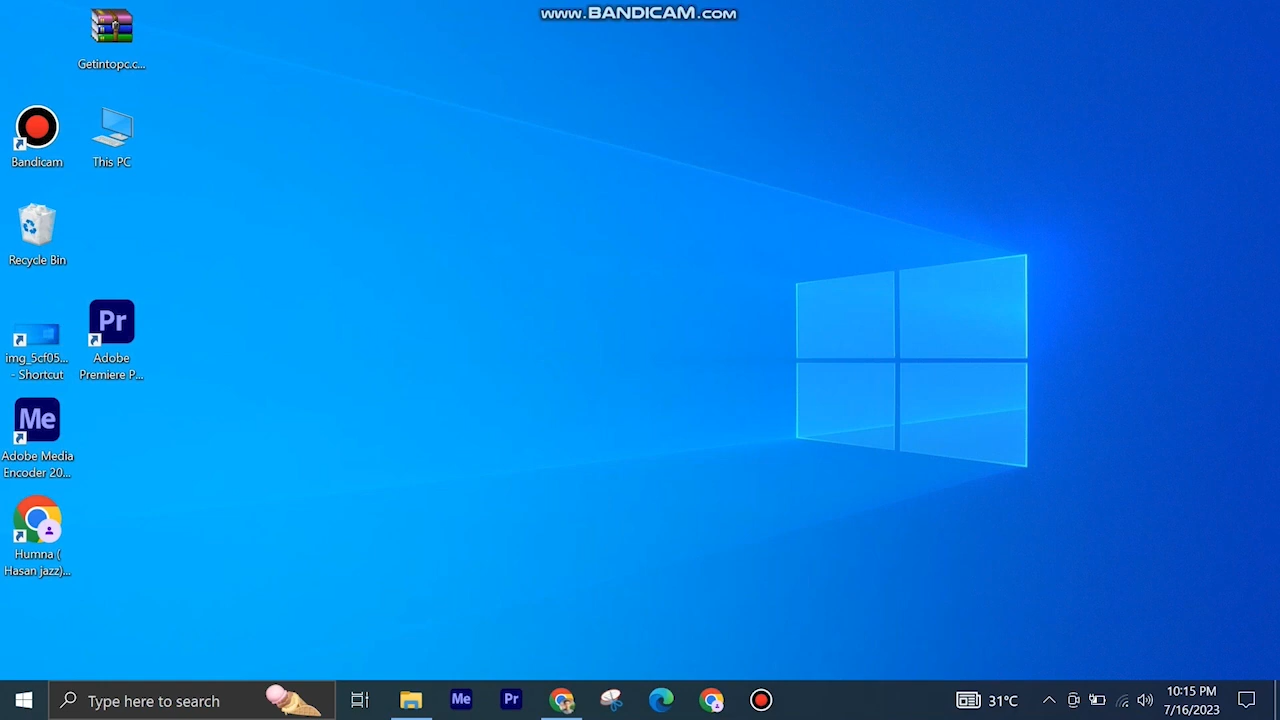 www.BANDICAM.com
Getintopc.c...
Bandicam
This PC
Recycle Bin
img_5cf05...
- Shortcut
Pr
Adobe
Premiere P...
Me
Adobe Media
Encoder 20...
Humna (
Hasan jazz)...
Type here to search
Me
Pr
31°C
10:15 PM
7/16/2023